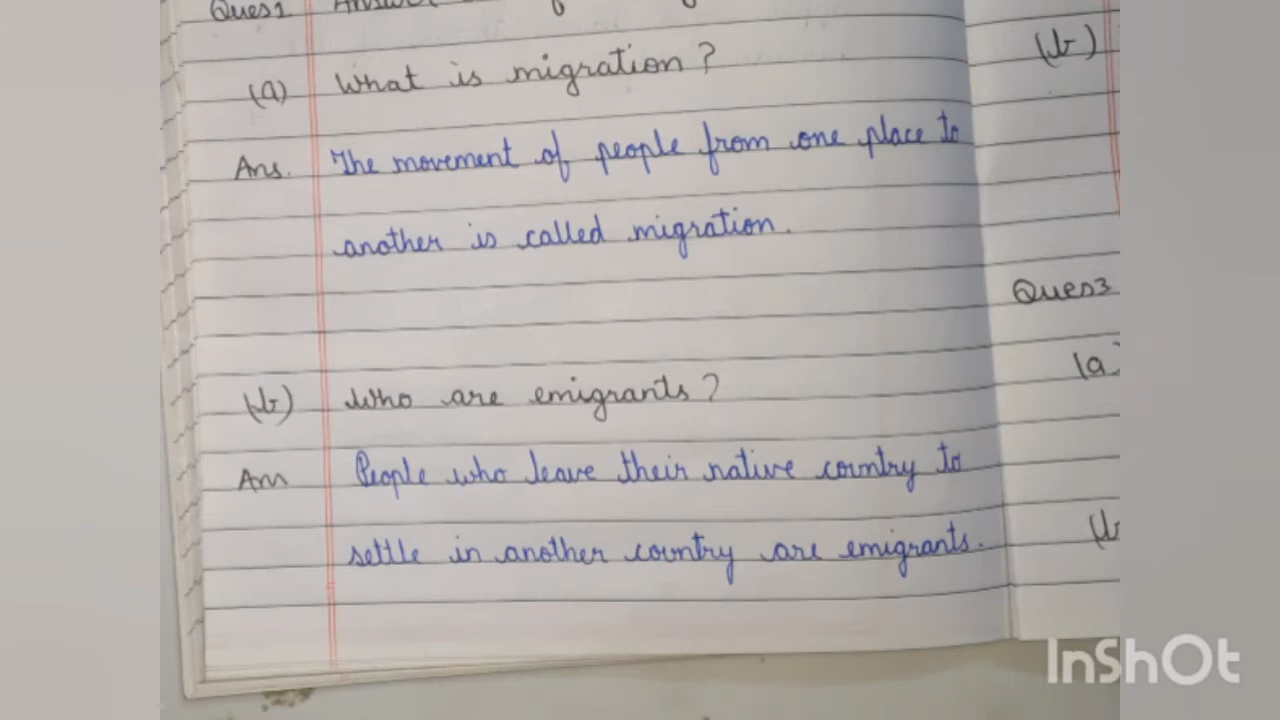 Ques1 Answer
(a) What is migration?
Ans. The movement of people from one place to
another is called migration.
(b) Who are emigrants?
Ans People who leave their native country to
settle in another country are emigrants.
(b)
Ques3
(a)
InShOt